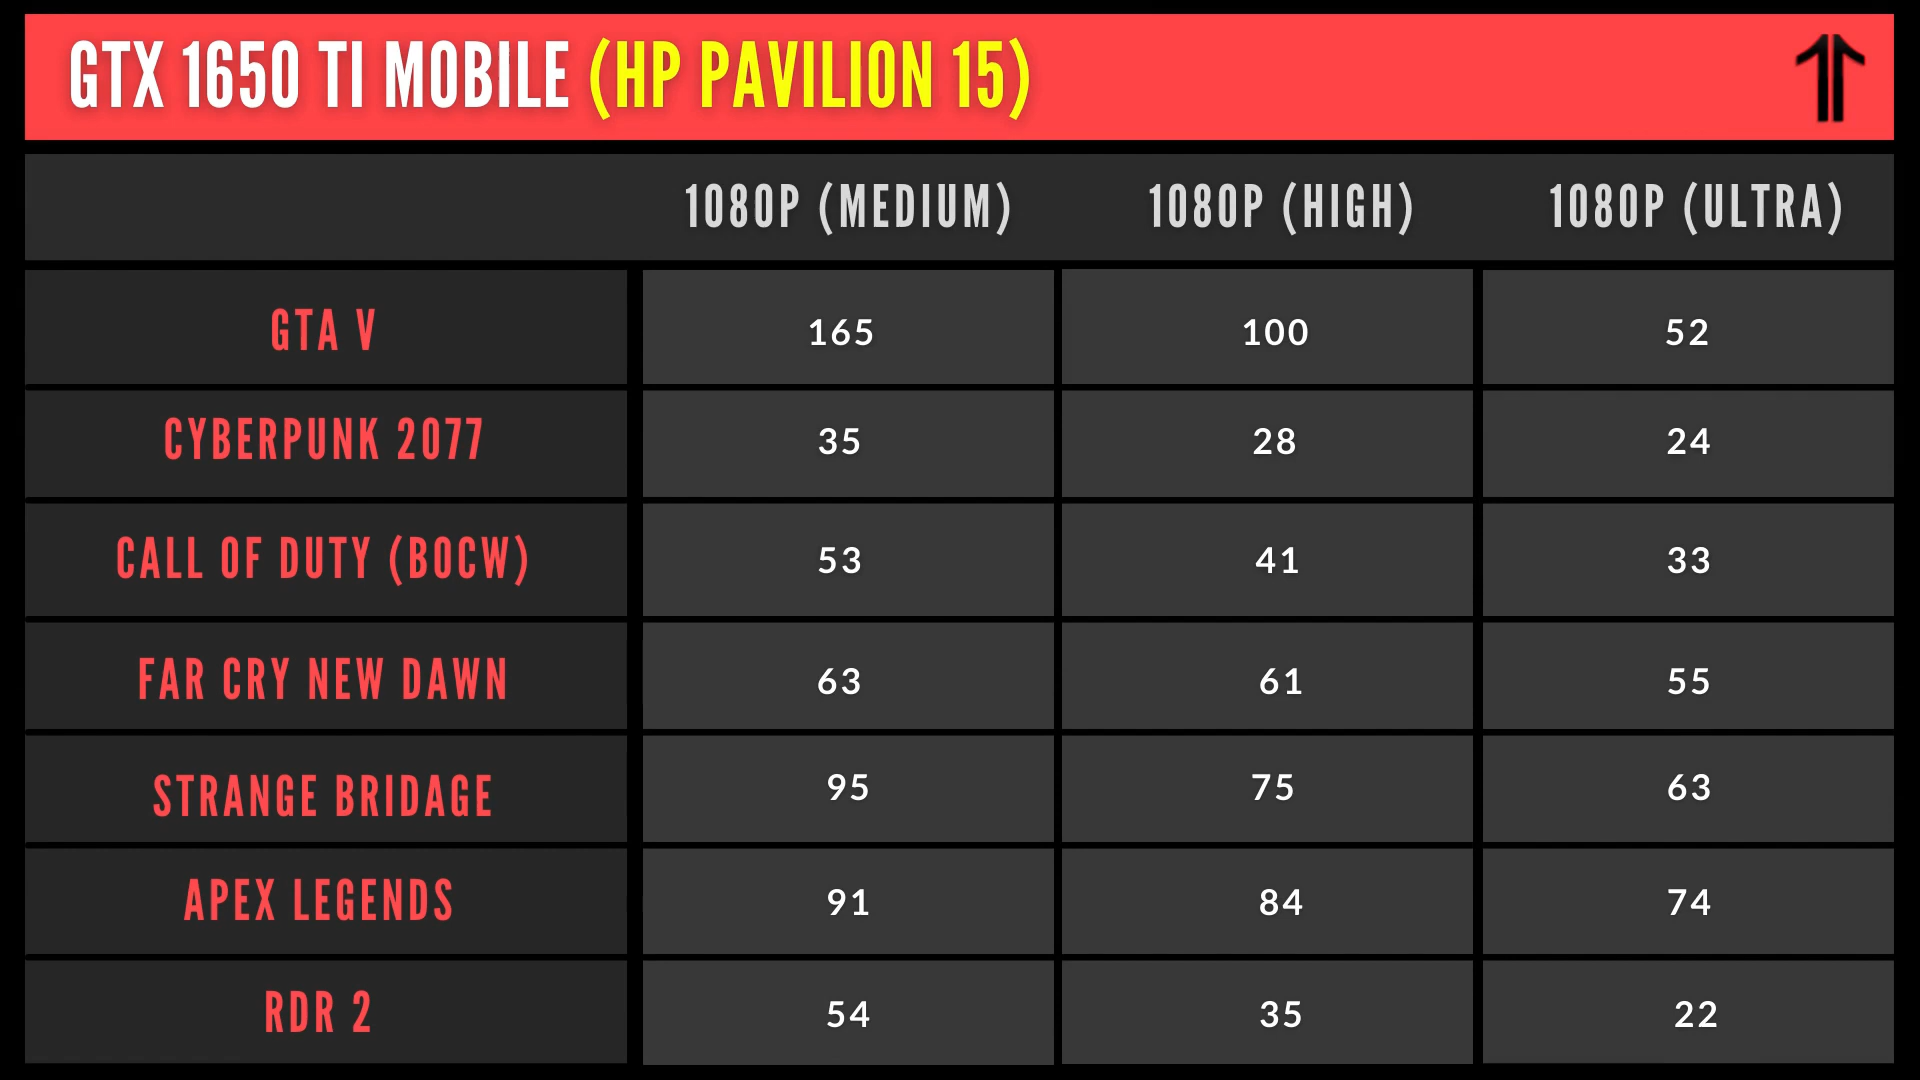 GTX 1650 TI MOBILE (HP PAVILION 15)
1080P (MEDIUM) 1080P (HIGH) 1080P (ULTRA)
GTA V 165 100 52
CYBERPUNK 2077 35 28 24
CALL OF DUTY (BOCW) 53 41 33
FAR CRY NEW DAWN 63 61 55
STRANGE BRIDAGE 95 75 63
APEX LEGENDS 91 84 74
RDR 2 54 35 22